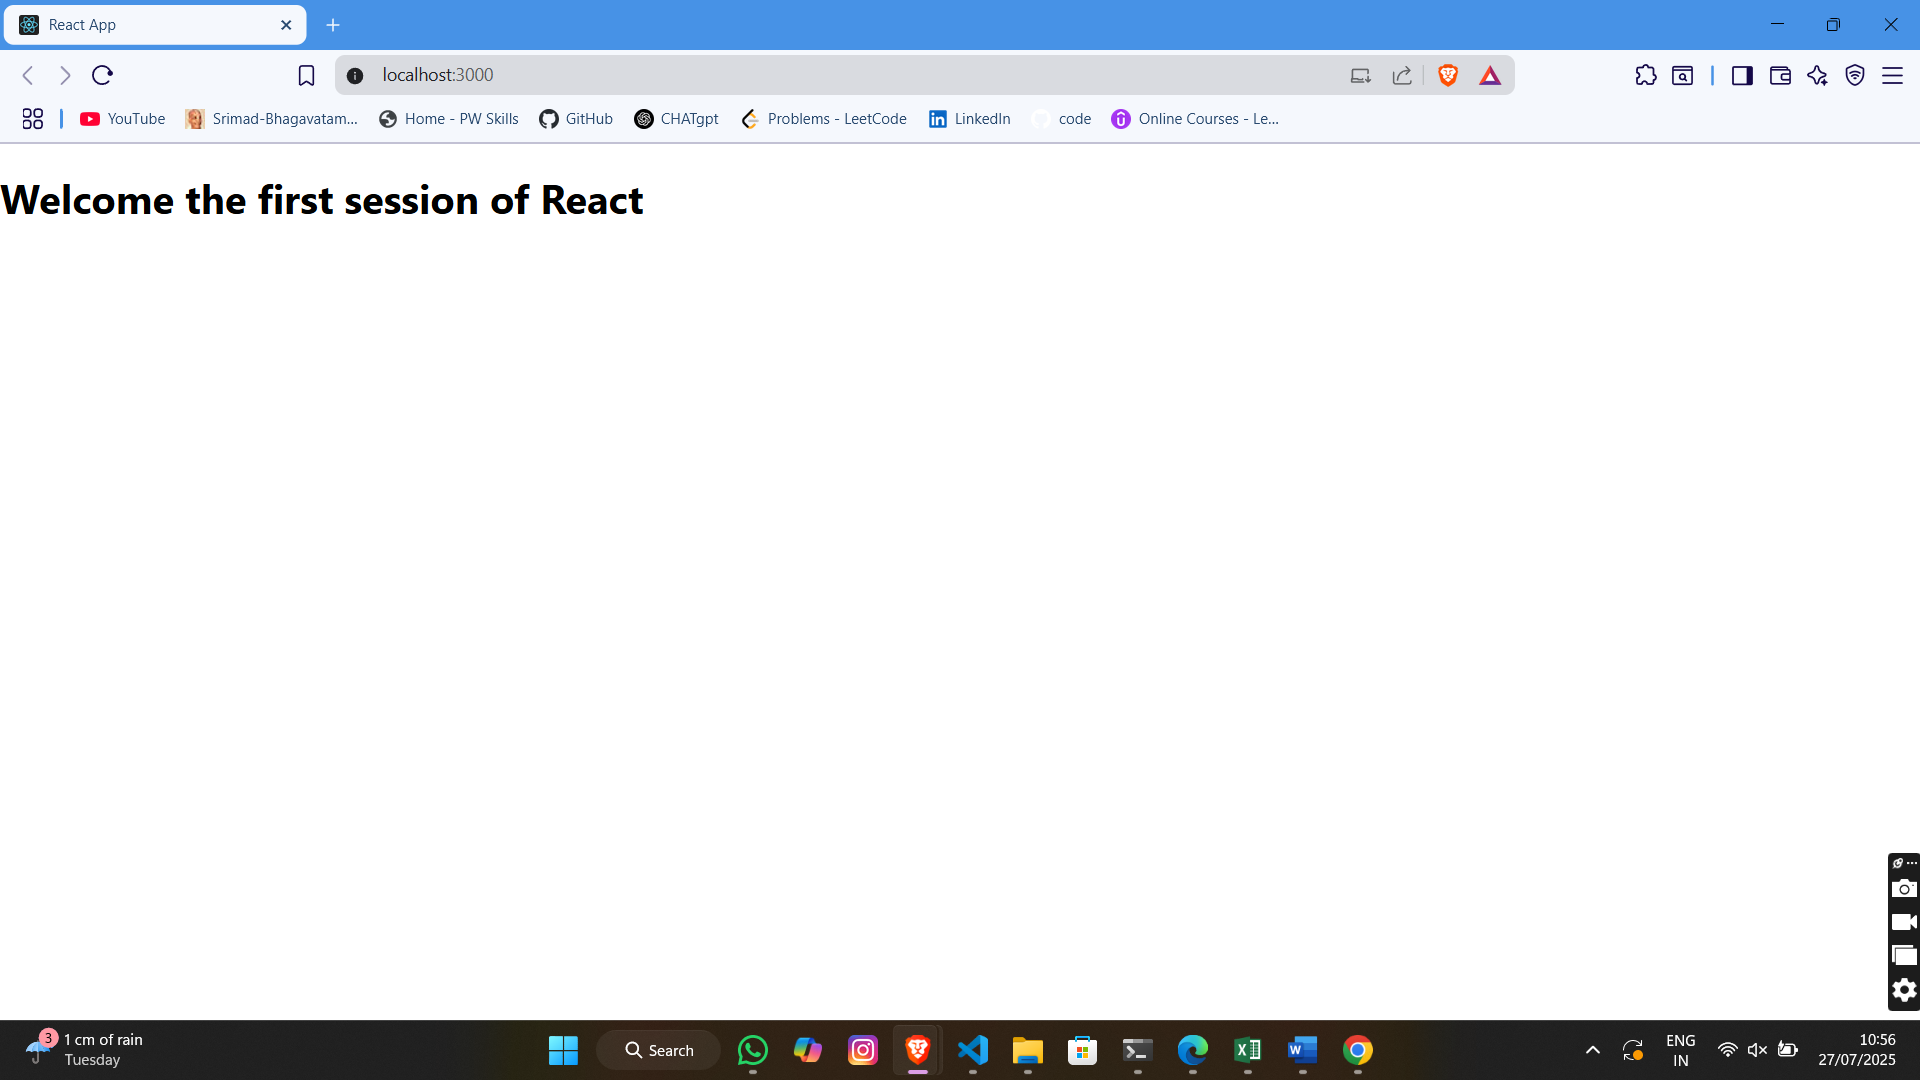 React App
localhost:3000
YouTube Srimad-Bhagavatam... Home - PW Skills GitHub CHATgpt Problems - LeetCode LinkedIn code Online Courses - Le...
Welcome the first session of React
3 1 cm of rain
Tuesday
Search
ENG
IN
10:56
27/07/2025